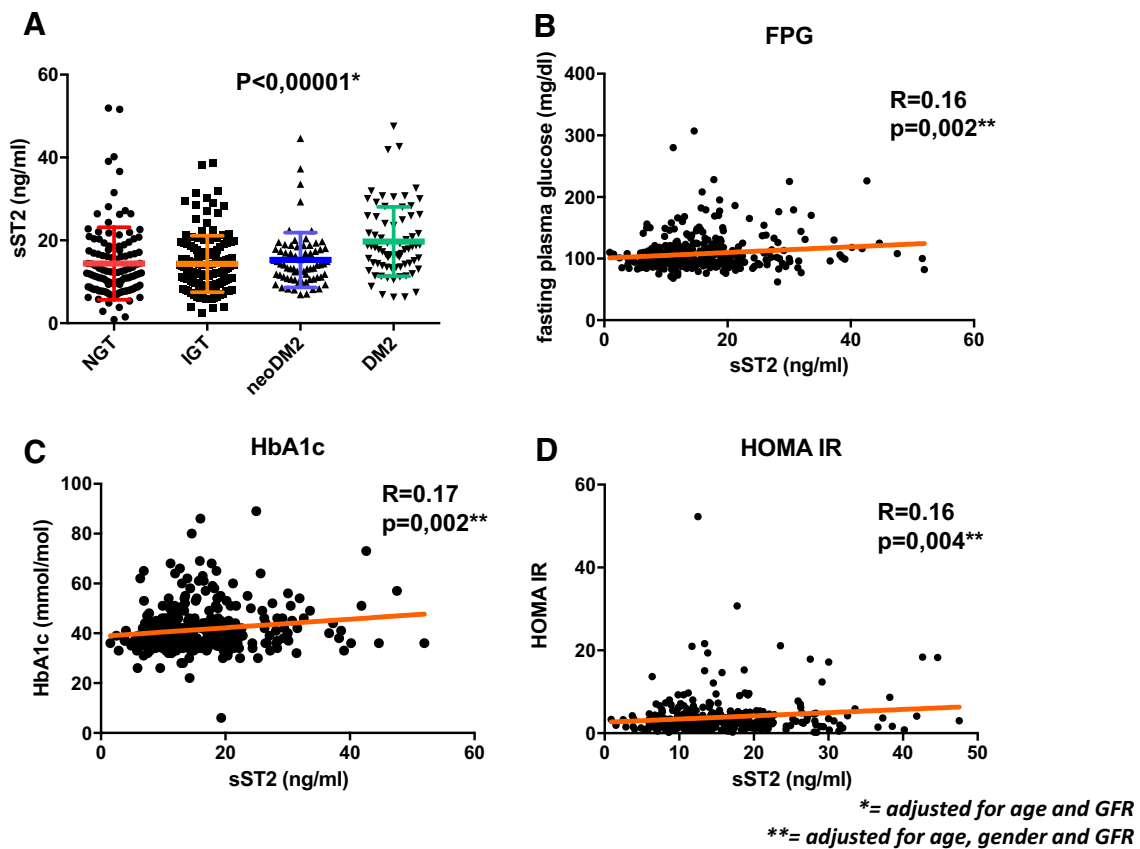 A
P<0,00001*
sST2 (ng/ml)
60
40
20
0
NGT
IGT
neoDM2
DM2
B
FPG
fasting plasma glucose (mg/dl)
400
300
200
100
0
R=0.16
p=0,002**
0
20
40
60
sST2 (ng/ml)
C
HbA1c
HbA1c (mmol/mol)
100
80
60
40
20
0
R=0.17
p=0,002**
0
20
40
60
sST2 (ng/ml)
D
HOMA IR
HOMA IR
60
40
20
0
R=0.16
p=0,004**
0
10
20
30
40
50
sST2 (ng/ml)
*= adjusted for age and GFR
**= adjusted for age, gender and GFR